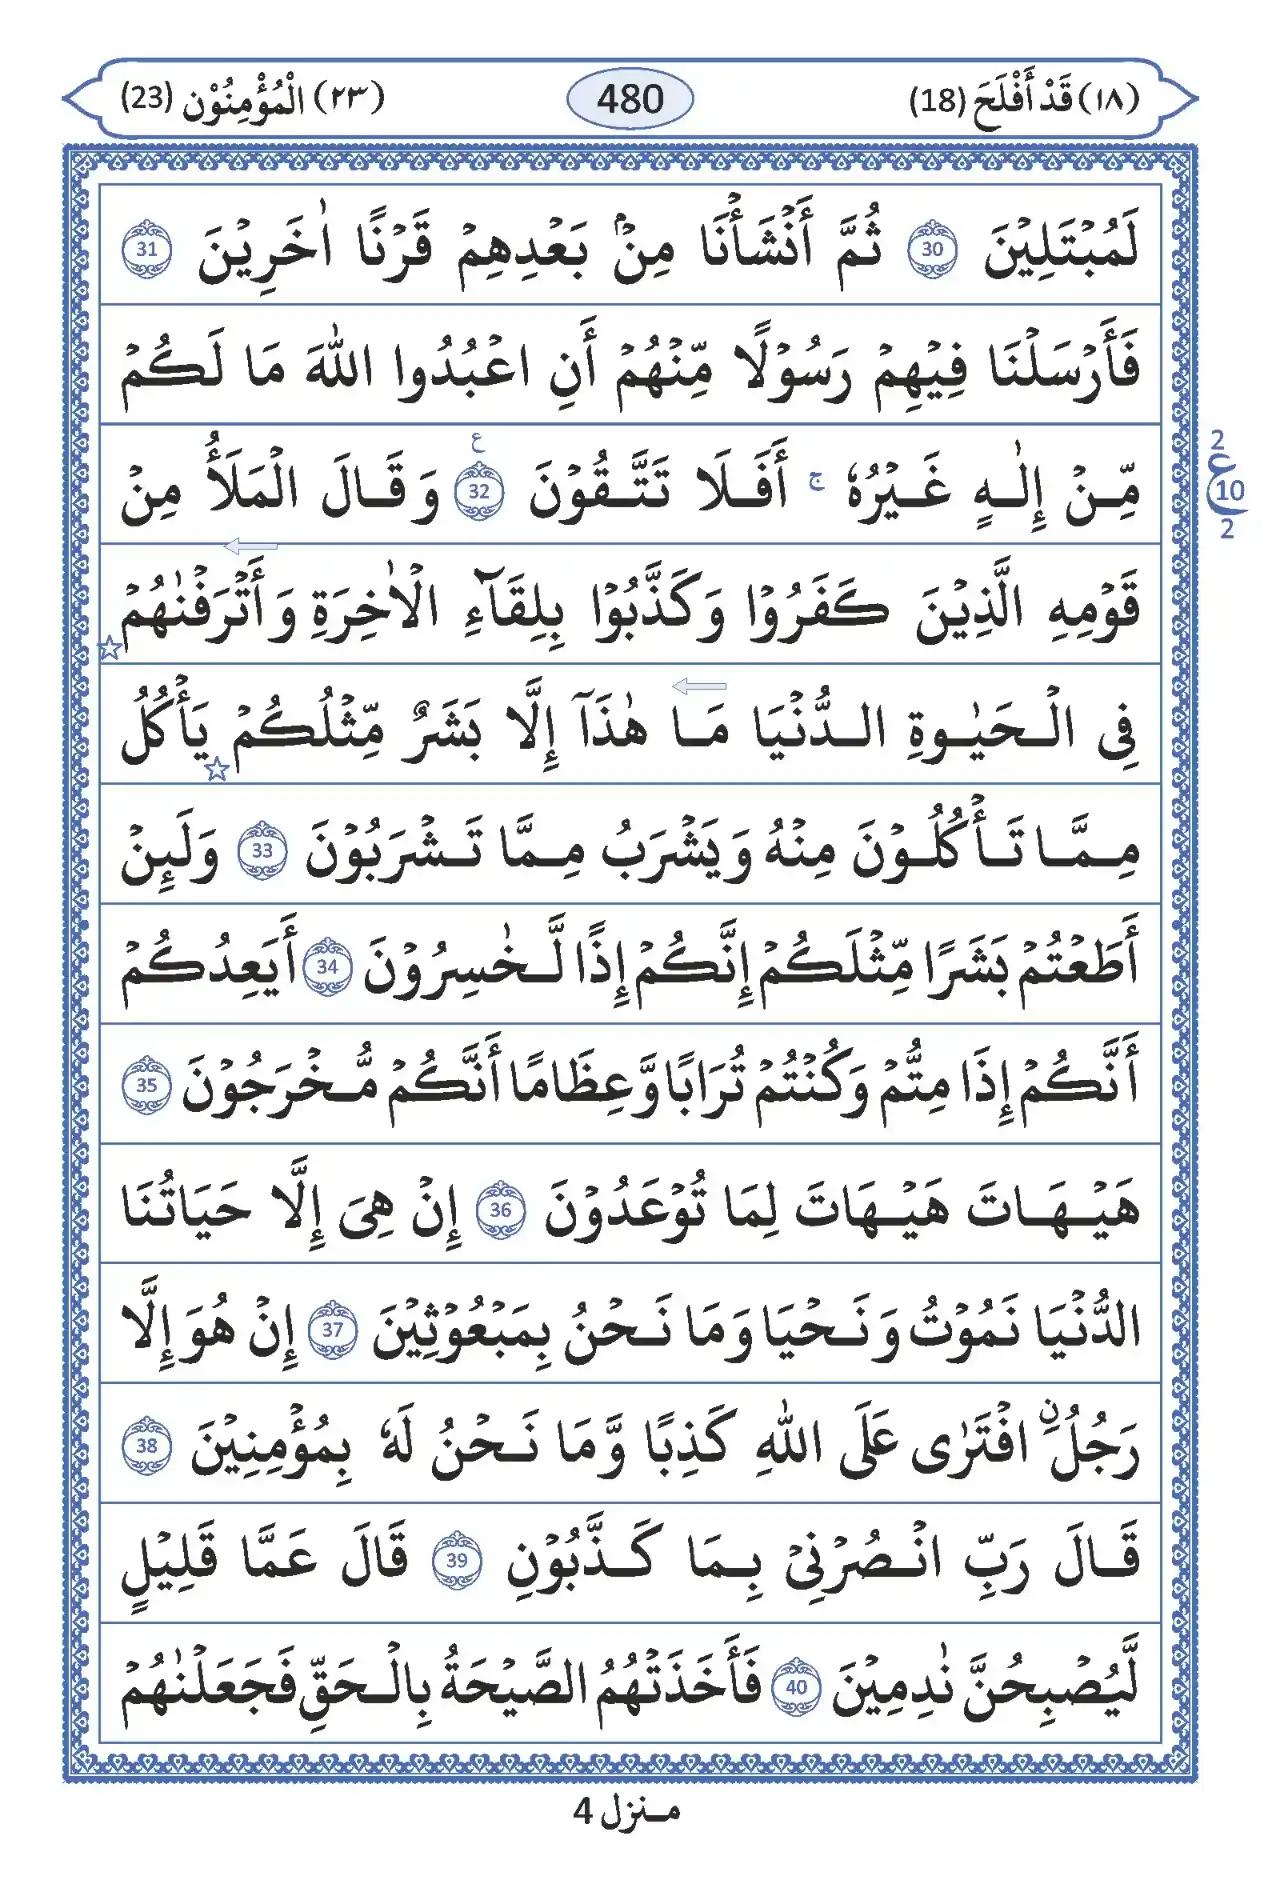 (١٨) قَدْ أَفْلَحَ (18) 480 (٢٣) الْمُؤْمِنُوْن (23)
لَمُبْتَلِيْنَ 30 ثُمَّ أَنْشَأْنَا مِنْۢ بَعْدِهِمْ قَرْنًا اٰخَرِيْنَ 31
فَأَرْسَلْنَا فِيْهِمْ رَسُوْلًا مِّنْهُمْ أَنِ اعْبُدُوا اللّٰهَ مَا لَكُمْ
مِّنْ إِلٰهٍ غَيْرُهٗ ج أَفَلَا تَتَّقُوْنَ 32 ع وَقَالَ الْمَلَأُ مِنْ
2 ع 10 2
قَوْمِهِ الَّذِيْنَ كَفَرُوْا وَكَذَّبُوْا بِلِقَآءِ الْاٰخِرَةِ وَأَتْرَفْنٰهُمْ
فِى الْحَيٰوةِ الدُّنْيَا مَا هٰذَآ إِلَّا بَشَرٌ مِّثْلُكُمْ يَأْكُلُ
مِمَّا تَأْكُلُوْنَ مِنْهُ وَيَشْرَبُ مِمَّا تَشْرَبُوْنَ 33 وَلَئِنْ
أَطَعْتُمْ بَشَرًا مِّثْلَكُمْ إِنَّكُمْ إِذًا لَّخٰسِرُوْنَ 34 أَيَعِدُكُمْ
أَنَّكُمْ إِذَا مِتُّمْ وَكُنْتُمْ تُرَابًا وَّعِظَامًا أَنَّكُمْ مُّخْرَجُوْنَ 35
هَيْهَاتَ هَيْهَاتَ لِمَا تُوْعَدُوْنَ 36 إِنْ هِىَ إِلَّا حَيَاتُنَا
الدُّنْيَا نَمُوْتُ وَنَحْيَا وَمَا نَحْنُ بِمَبْعُوْثِيْنَ 37 إِنْ هُوَ إِلَّا
رَجُلُ ۨ افْتَرٰى عَلَى اللّٰهِ كَذِبًا وَّمَا نَحْنُ لَهٗ بِمُؤْمِنِيْنَ 38
قَالَ رَبِّ انْصُرْنِىْ بِمَا كَذَّبُوْنِ 39 قَالَ عَمَّا قَلِيْلٍ
لَّيُصْبِحُنَّ نٰدِمِيْنَ 40 فَأَخَذَتْهُمُ الصَّيْحَةُ بِالْحَقِّ فَجَعَلْنٰهُمْ
منزل 4